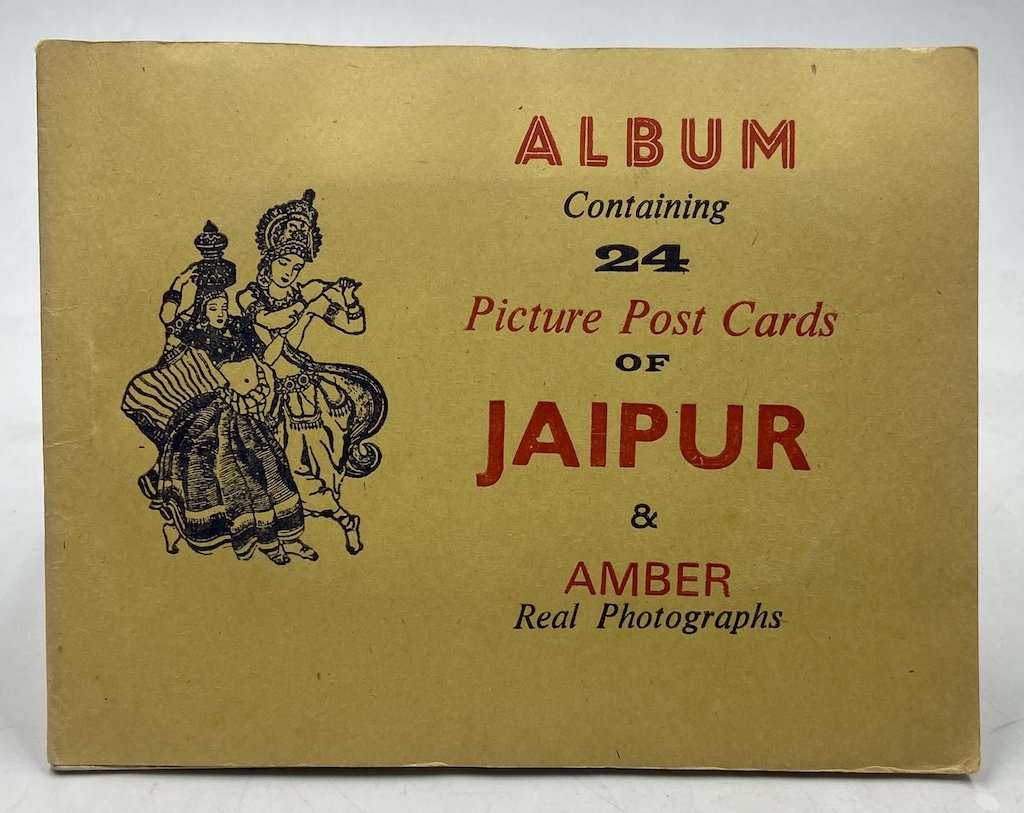 ALBUM
Containing
24
Picture Post Cards
OF
JAIPUR
&
AMBER
Real Photographs